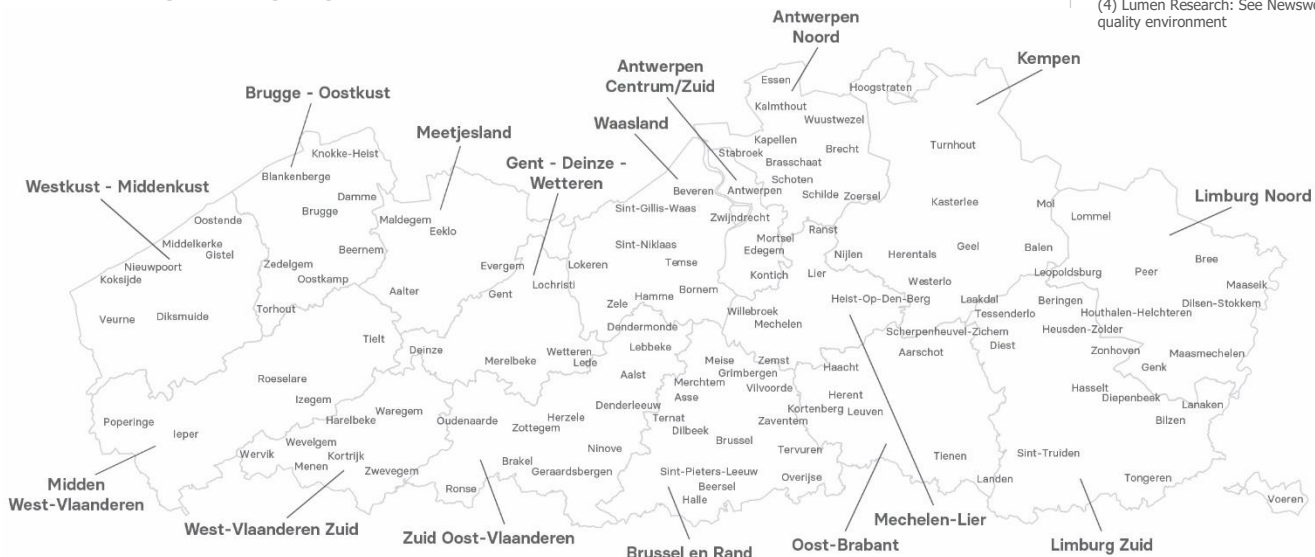 (4) Lumen Research: See Newswo
quality environment
Antwerpen
Noord
Kempen
Antwerpen
Centrum/Zuid
Brugge - Oostkust
Waasland
Meetjesland
Gent - Deinze -
Wetteren
Westkust - Middenkust
Limburg Noord
Essen
Hoogstraten
Kalmthout
Wuustwezel
Kapellen
Turnhout
Stabroek
Brecht
Brasschaat
Knokke-Heist
Blankenberge
Schoten
Damme
Beveren
Antwerpen
Schilde
Zoersel
Kasterlee
Mol
Lommel
Oostende
Brugge
Maldegem
Eeklo
Sint-Gillis-Waas
Zwijndrecht
Ranst
Middelkerke
Gistel
Beernem
Sint-Niklaas
Mortsel
Edegem
Nijlen
Herentals
Geel
Balen
Bree
Nieuwpoort
Koksijde
Zedelgem
Oostkamp
Evergem
Lokeren
Temse
Kontich
Lier
Westerlo
Leopoldsburg
Peer
Maaseik
Aalter
Gent
Lochristi
Zele
Hamme
Bornem
Heist-Op-Den-Berg
Laakdal
Beringen
Dilsen-Stokkem
Veurne
Diksmuide
Torhout
Willebroek
Mechelen
Tessenderlo
Houthalen-Helchteren
Dendermonde
Scherpenheuvel-Zichem
Heusden-Zolder
Tielt
Deinze
Merelbeke
Wetteren
Lede
Lebbeke
Aarschot
Diest
Zonhoven
Maasmechelen
Meise
Zemst
Grimbergen
Haacht
Genk
Roeselare
Aalst
Merchtem
Vilvoorde
Izegem
Asse
Herent
Hasselt
Diepenbeek
Lanaken
Denderleeuw
Kortenberg
Leuven
Waregem
Harelbeke
Oudenaarde
Herzele
Ternat
Dilbeek
Zaventem
Bilzen
Poperinge
Ieper
Zottegem
Brussel
Wevelgem
Ninove
Tervuren
Tienen
Sint-Truiden
Wervik
Kortrijk
Menen
Zwevegem
Brakel
Geraardsbergen
Sint-Pieters-Leeuw
Overijse
Landen
Tongeren
Ronse
Beersel
Halle
Voeren
Midden
West-Vlaanderen
West-Vlaanderen Zuid
Zuid Oost-Vlaanderen
Brussel en Rand
Oost-Brabant
Mechelen-Lier
Limburg Zuid